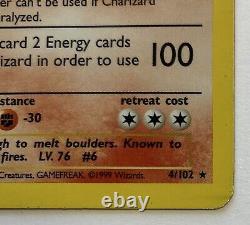 er can't be used if Charizard
ralyzed.
card 2 Energy cards
izard in order to use 100
stance retreat cost
-30
gh to melt boulders. Known to
fires. LV. 76 #6
Creatures, GAMEFREAK. ©1999 Wizards. 4/102 ★
ebay